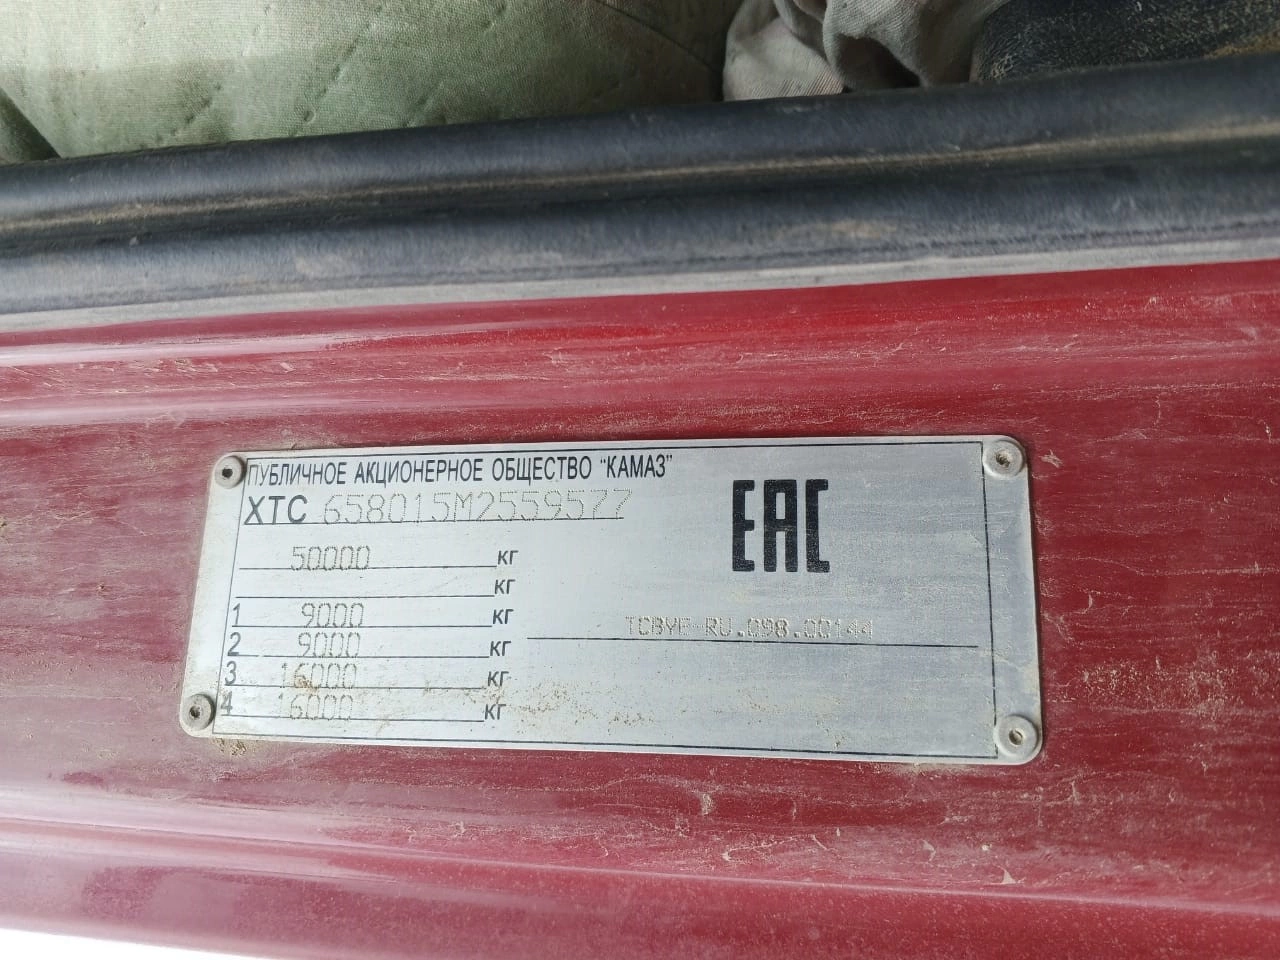 ПУБЛИЧНОЕ АКЦИОНЕРНОЕ ОБЩЕСТВО "КАМАЗ"
XTC 658015M2559577
EAC
50000 кг
кг
1 9000 кг
2 9000 кг
3 16000 кг
4 16000 кг
TCBYE-RU.098.00144